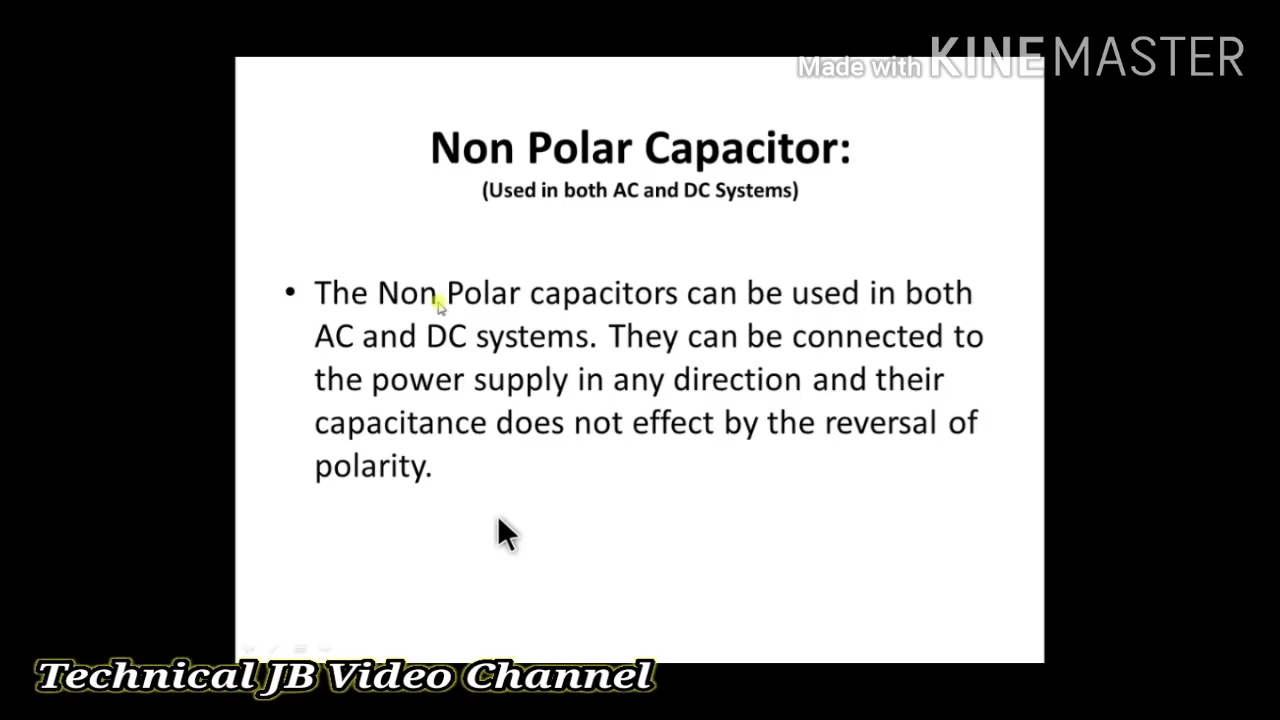 Made with KINEMASTER
Non Polar Capacitor:
(Used in both AC and DC Systems)
• The Non Polar capacitors can be used in both
AC and DC systems. They can be connected to
the power supply in any direction and their
capacitance does not effect by the reversal of
polarity.
Technical JB Video Channel